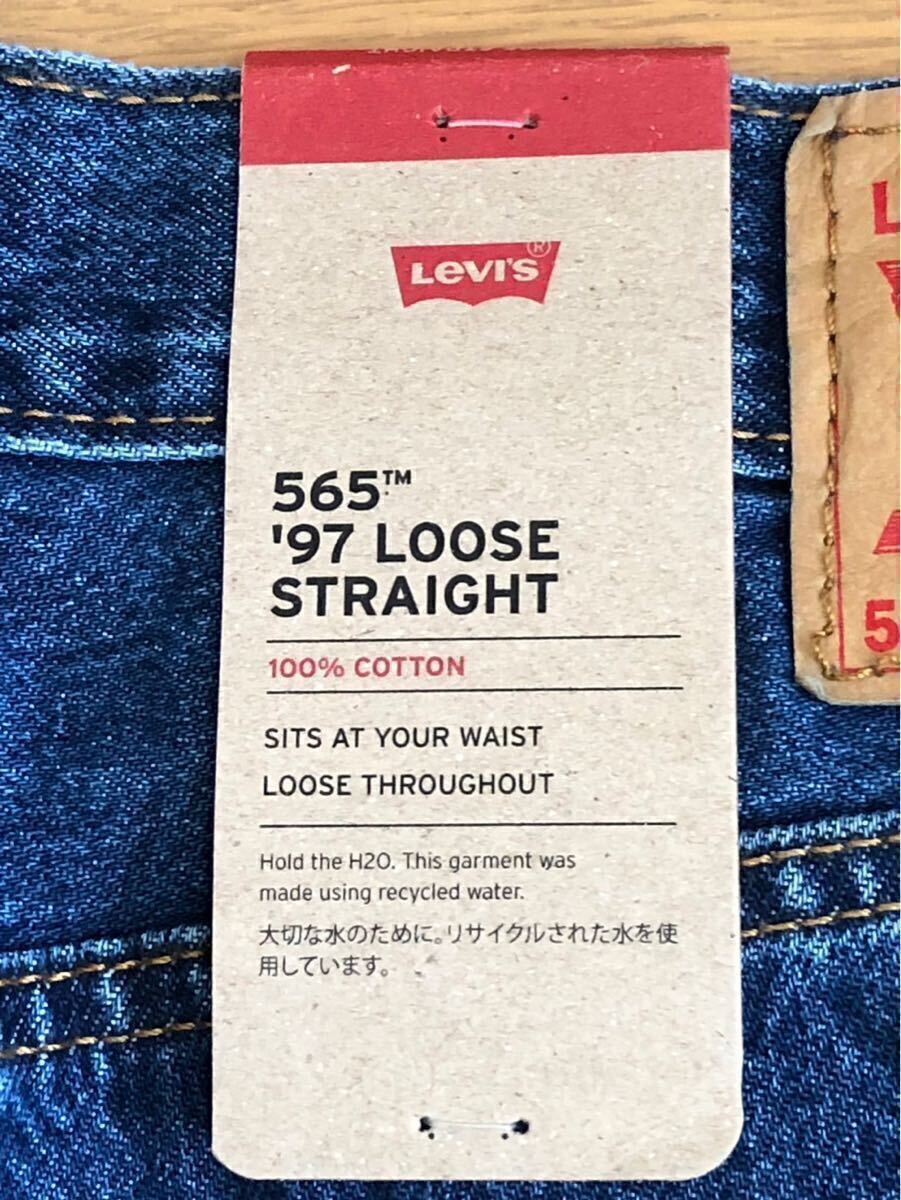 LEVI'S®
565™
'97 LOOSE
STRAIGHT
100% COTTON
SITS AT YOUR WAIST
LOOSE THROUGHOUT
Hold the H2O. This garment was
made using recycled water.
大切な水のために。リサイクルされた水を使
用しています。
L
5